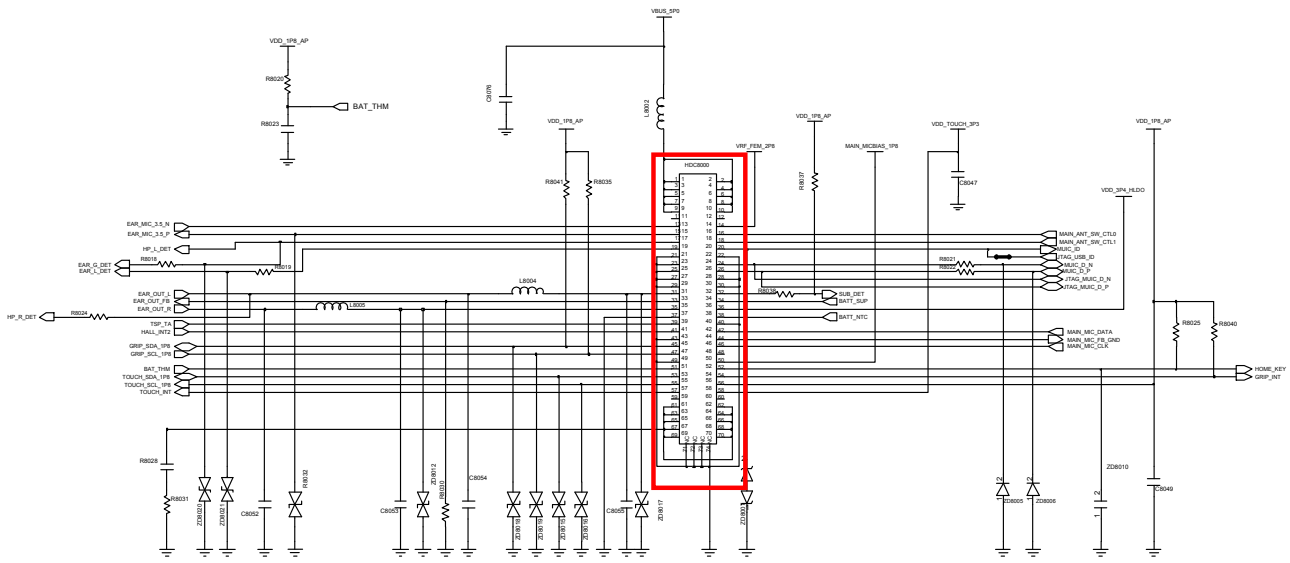 VBUS_5P0
VDD_1P8_AP
R8020
BAT_THM
R8023
C8076
L8002
VDD_1P8_AP
R8041
R8035
VRF_FEM_2P8
VDD_1P8_AP
R8037
MAIN_MICBIAS_1P8
VDD_TOUCH_3P3
C8047
VDD_1P8_AP
VDD_3P4_HLDO
HDC8000
EAR_MIC_3.5_N
EAR_MIC_3.5_P
HP_L_DET
R8018
EAR_G_DET
EAR_L_DET
R8019
EAR_OUT_L
EAR_OUT_FB
EAR_OUT_R
L8004
L8005
HP_R_DET
R8024
TSP_TA
HALL_INT2
GRIP_SDA_1P8
GRIP_SCL_1P8
BAT_THM
TOUCH_SDA_1P8
TOUCH_SCL_1P8
TOUCH_INT
MAIN_ANT_SW_CTL0
MAIN_ANT_SW_CTL1
MUIC_ID
JTAG_USB_ID
R8021
R8022
MUIC_D_N
MUIC_D_P
JTAG_MUIC_D_N
JTAG_MUIC_D_P
SUB_DET
BATT_SUP
BATT_NTC
MAIN_MIC_DATA
MAIN_MIC_FB_GND
MAIN_MIC_CLK
R8025
R8040
HOME_KEY
GRIP_INT
R8028
R8031
ZD8020
ZD8021
C8052
R8032
C8053
ZD8012
R8030
C8054
ZD8018
ZD8019
ZD8015
ZD8016
C8055
ZD8017
ZD8005
ZD8006
ZD8010
C8049